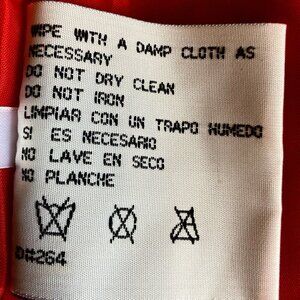 WIPE WITH A DAMP CLOTH AS
NECESSARY
DO NOT DRY CLEAN
DO NOT IRON
LIMPIAR CON UN TRAPO HUMEDO
SI ES NECESARIO
NO LAVE EN SECO
NO PLANCHE
D#264